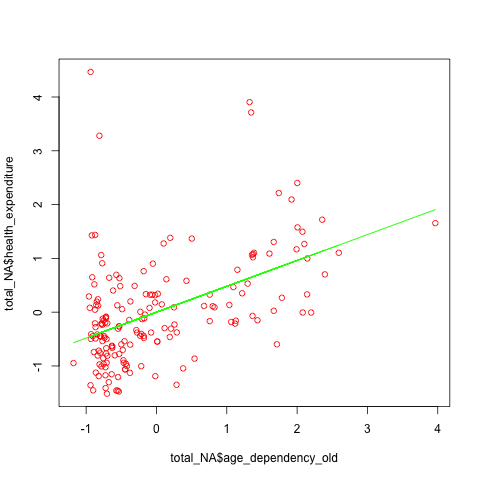 total_NA$health_expenditure
4
3
2
1
0
-1
-1 0 1 2 3 4
total_NA$age_dependency_old